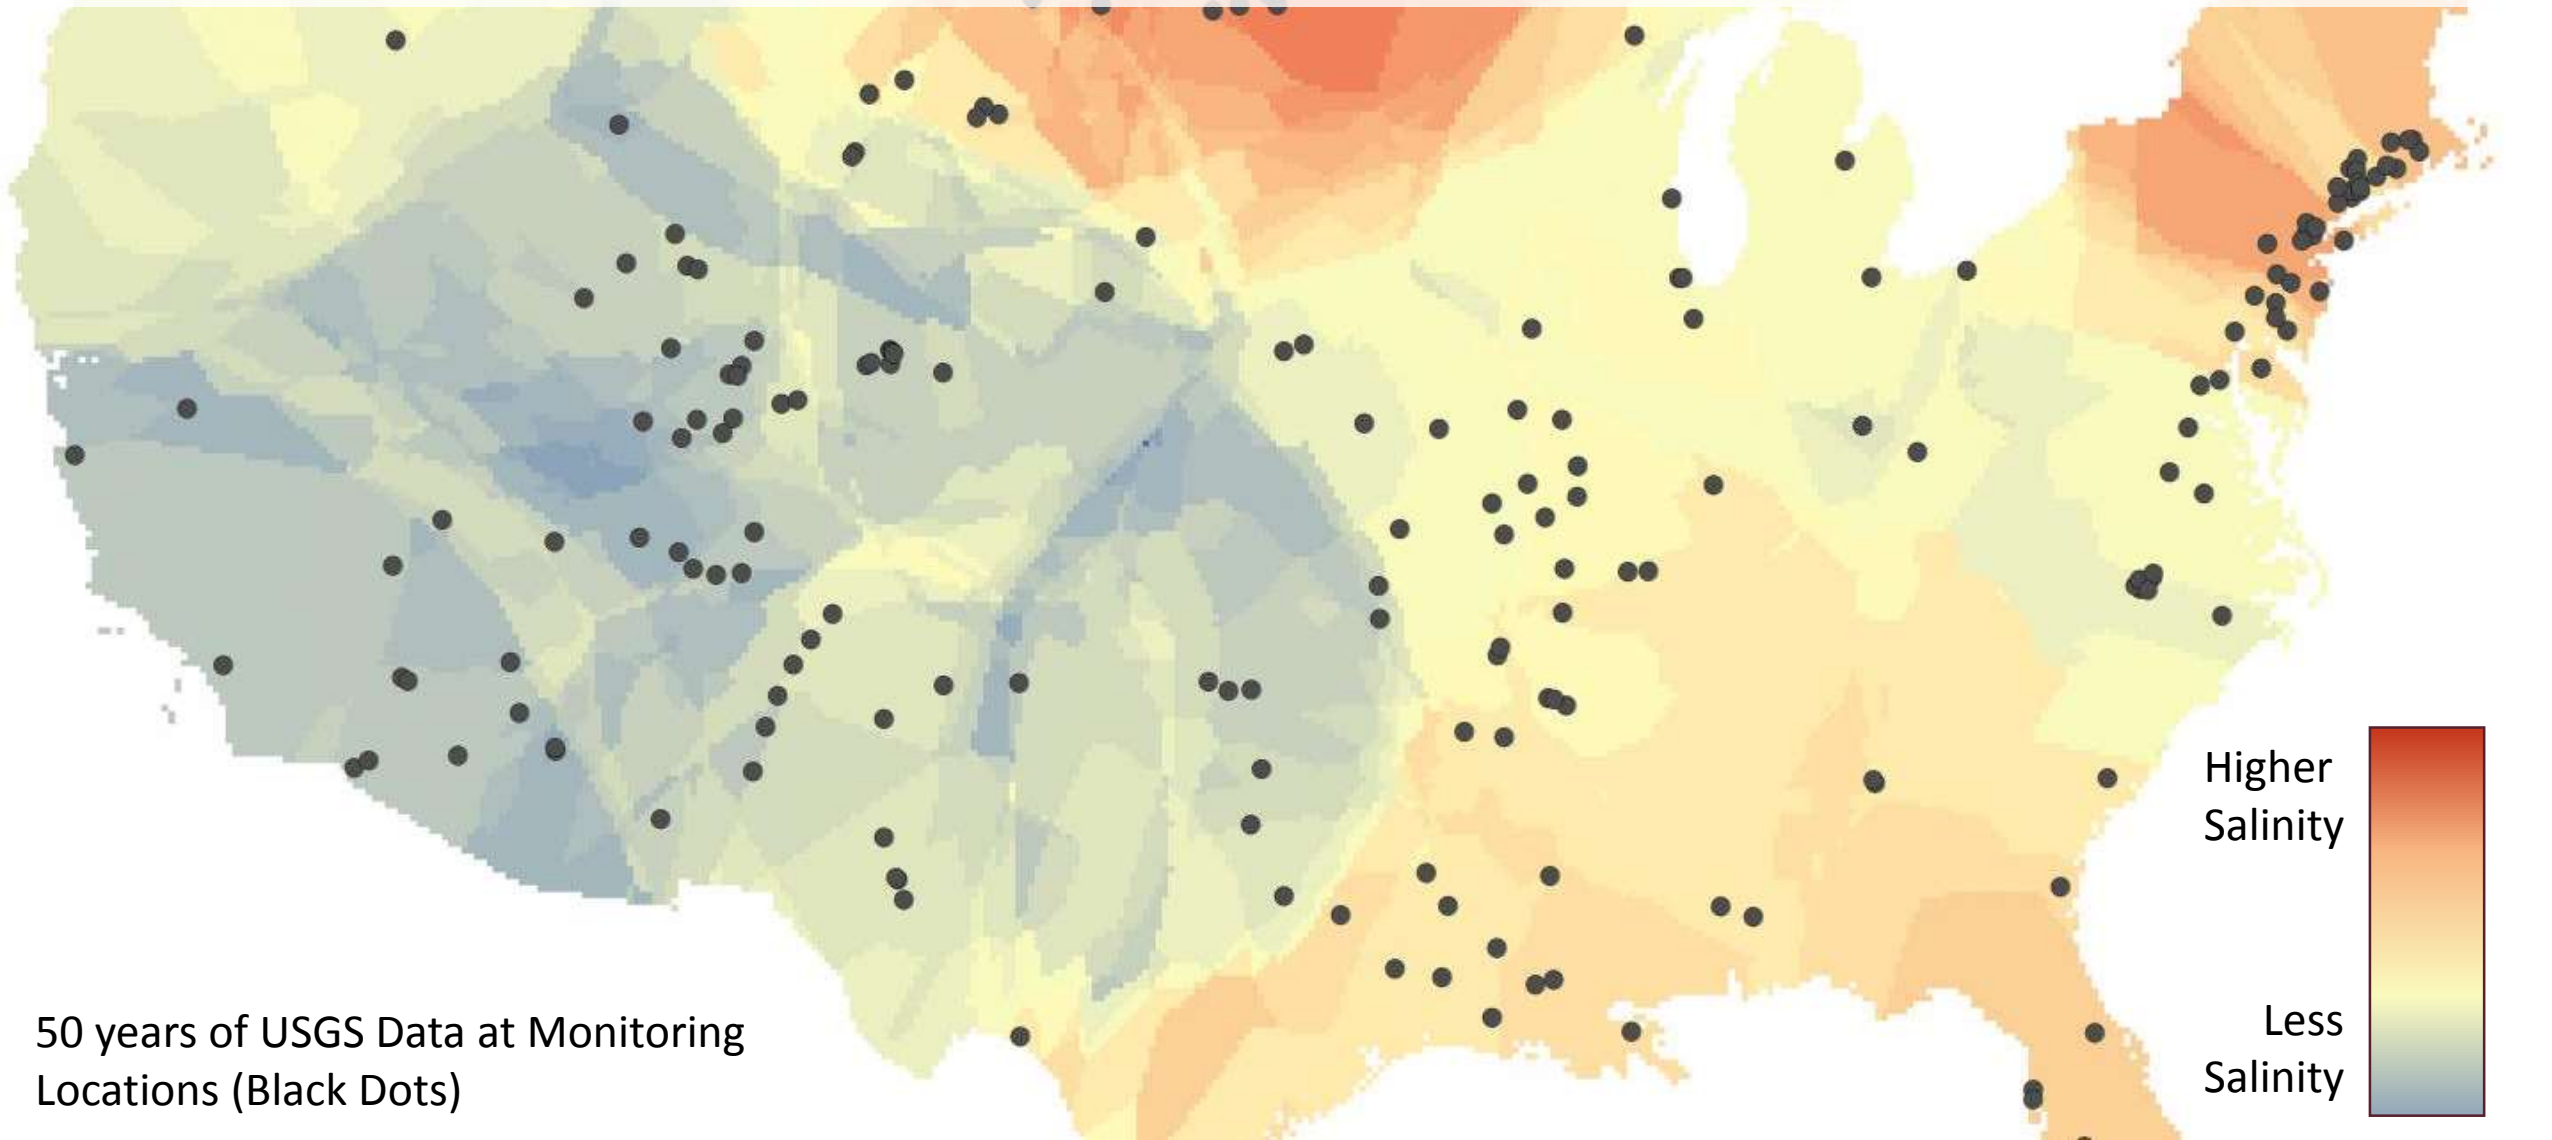 Higher
Salinity
Less
Salinity
50 years of USGS Data at Monitoring
Locations (Black Dots)